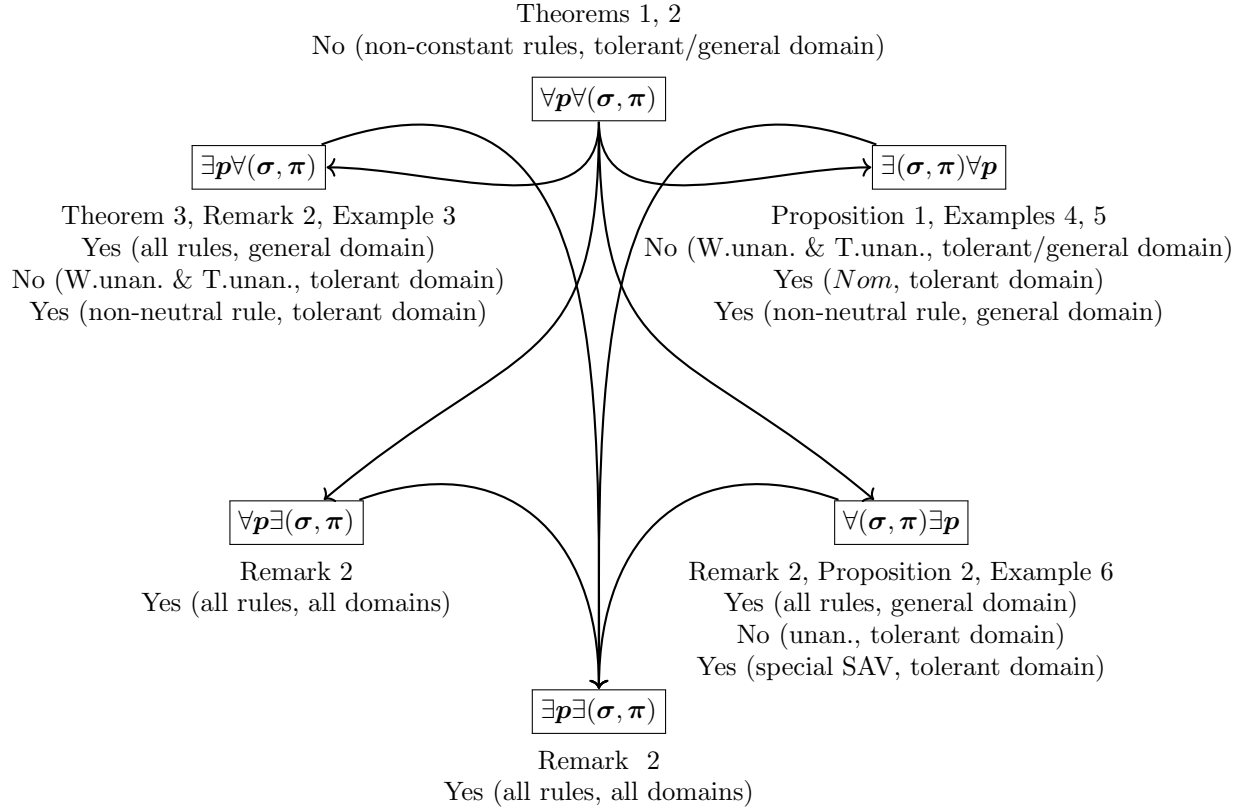 Theorems 1, 2
No (non-constant rules, tolerant/general domain)
∀p∀(σ, π)
∃p∀(σ, π)
Theorem 3, Remark 2, Example 3
Yes (all rules, general domain)
No (W.unan. & T.unan., tolerant domain)
Yes (non-neutral rule, tolerant domain)
∃(σ, π)∀p
Proposition 1, Examples 4, 5
No (W.unan. & T.unan., tolerant/general domain)
Yes (Nom, tolerant domain)
Yes (non-neutral rule, general domain)
∀p∃(σ, π)
Remark 2
Yes (all rules, all domains)
∀(σ, π)∃p
Remark 2, Proposition 2, Example 6
Yes (all rules, general domain)
No (unan., tolerant domain)
Yes (special SAV, tolerant domain)
∃p∃(σ, π)
Remark 2
Yes (all rules, all domains)